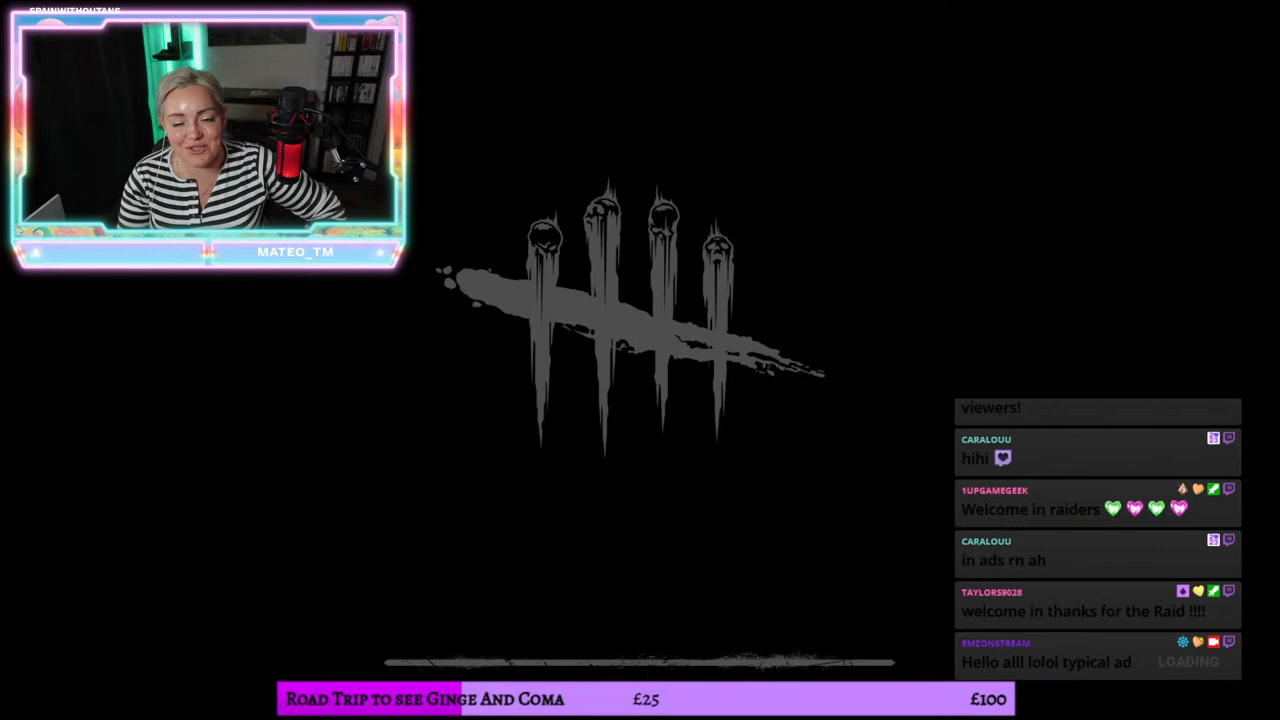 SPAINWITHOUTANS
MATEO_TM
viewers!
CARALOUU
hihi
1UPGAMEGEEK
Welcome in raiders
CARALOUU
in ads rn ah
TAYLORS9028
welcome in thanks for the Raid !!!!
EMZONSTREAM
Hello alll lolol typical ad
LOADING
Road Trip to see Ginge And Coma £25 £100